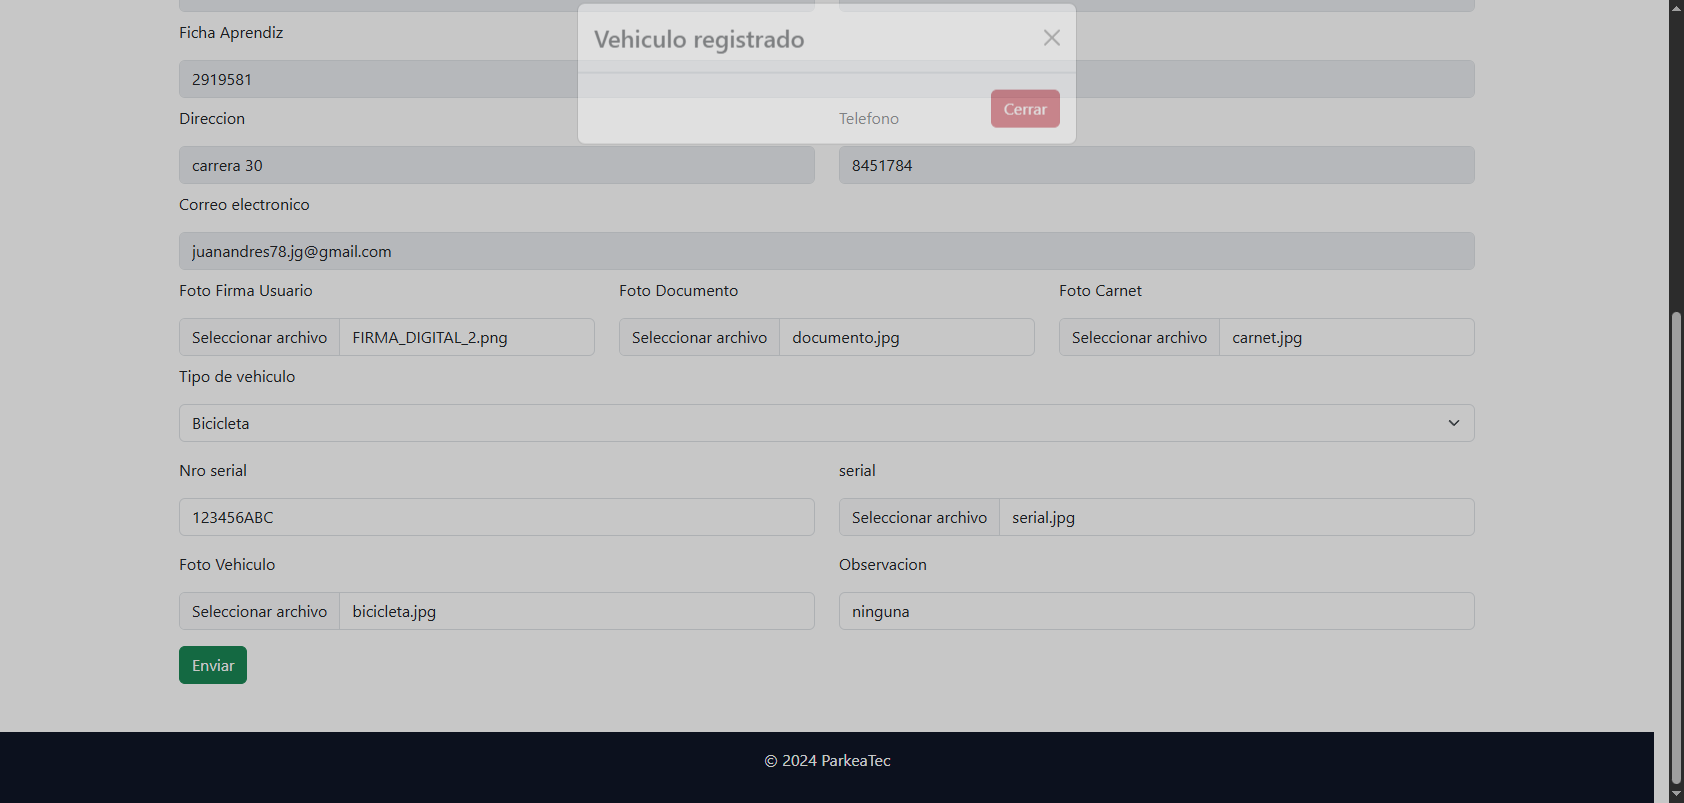 Vehiculo registrado
Ficha Aprendiz
2919581
Cerrar
Direccion
Telefono
carrera 30
8451784
Correo electronico
juanandres78.jg@gmail.com
Foto Firma Usuario
Foto Documento
Foto Carnet
Seleccionar archivo FIRMA_DIGITAL_2.png
Seleccionar archivo documento.jpg
Seleccionar archivo carnet.jpg
Tipo de vehiculo
Bicicleta
Nro serial
serial
123456ABC
Seleccionar archivo serial.jpg
Foto Vehiculo
Observacion
Seleccionar archivo bicicleta.jpg
ninguna
Enviar
© 2024 ParkeaTec